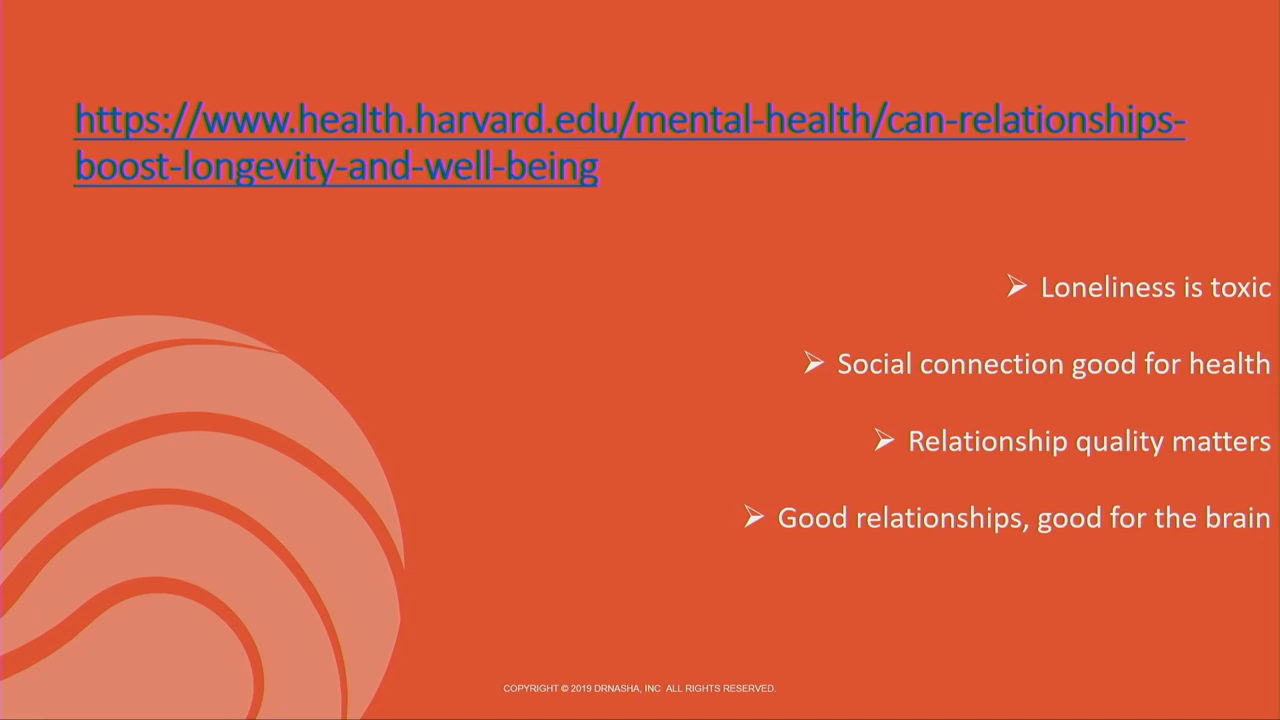 https://www.health.harvard.edu/mental-health/can-relationships-
boost-longevity-and-well-being
➢ Loneliness is toxic
➢ Social connection good for health
➢ Relationship quality matters
➢ Good relationships, good for the brain
COPYRIGHT © 2019 DRNASHA, INC ALL RIGHTS RESERVED.